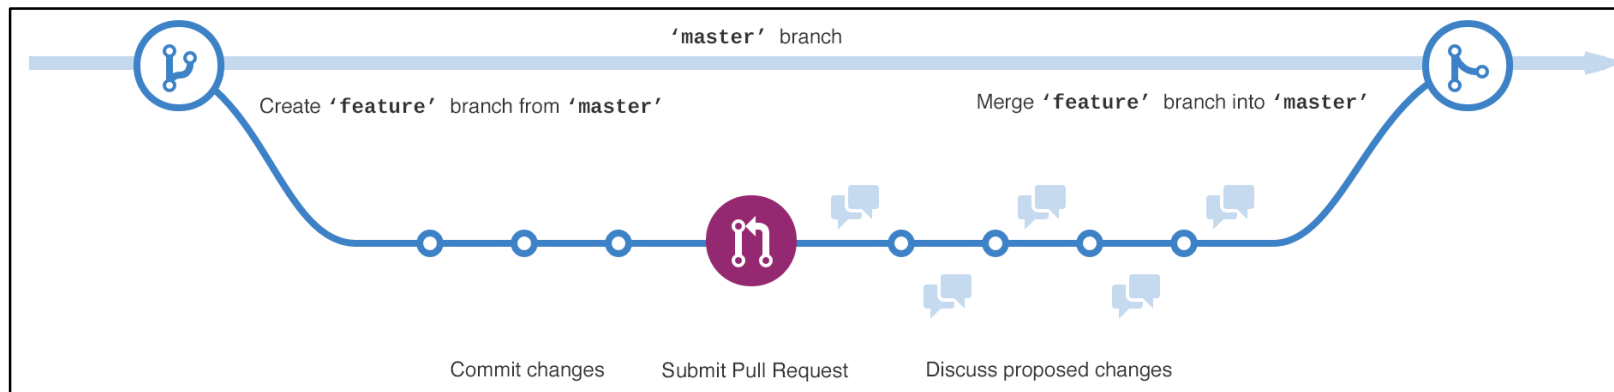 ‘master’ branch
Create ‘feature’ branch from ‘master’
Merge ‘feature’ branch into ‘master’
Commit changes
Submit Pull Request
Discuss proposed changes